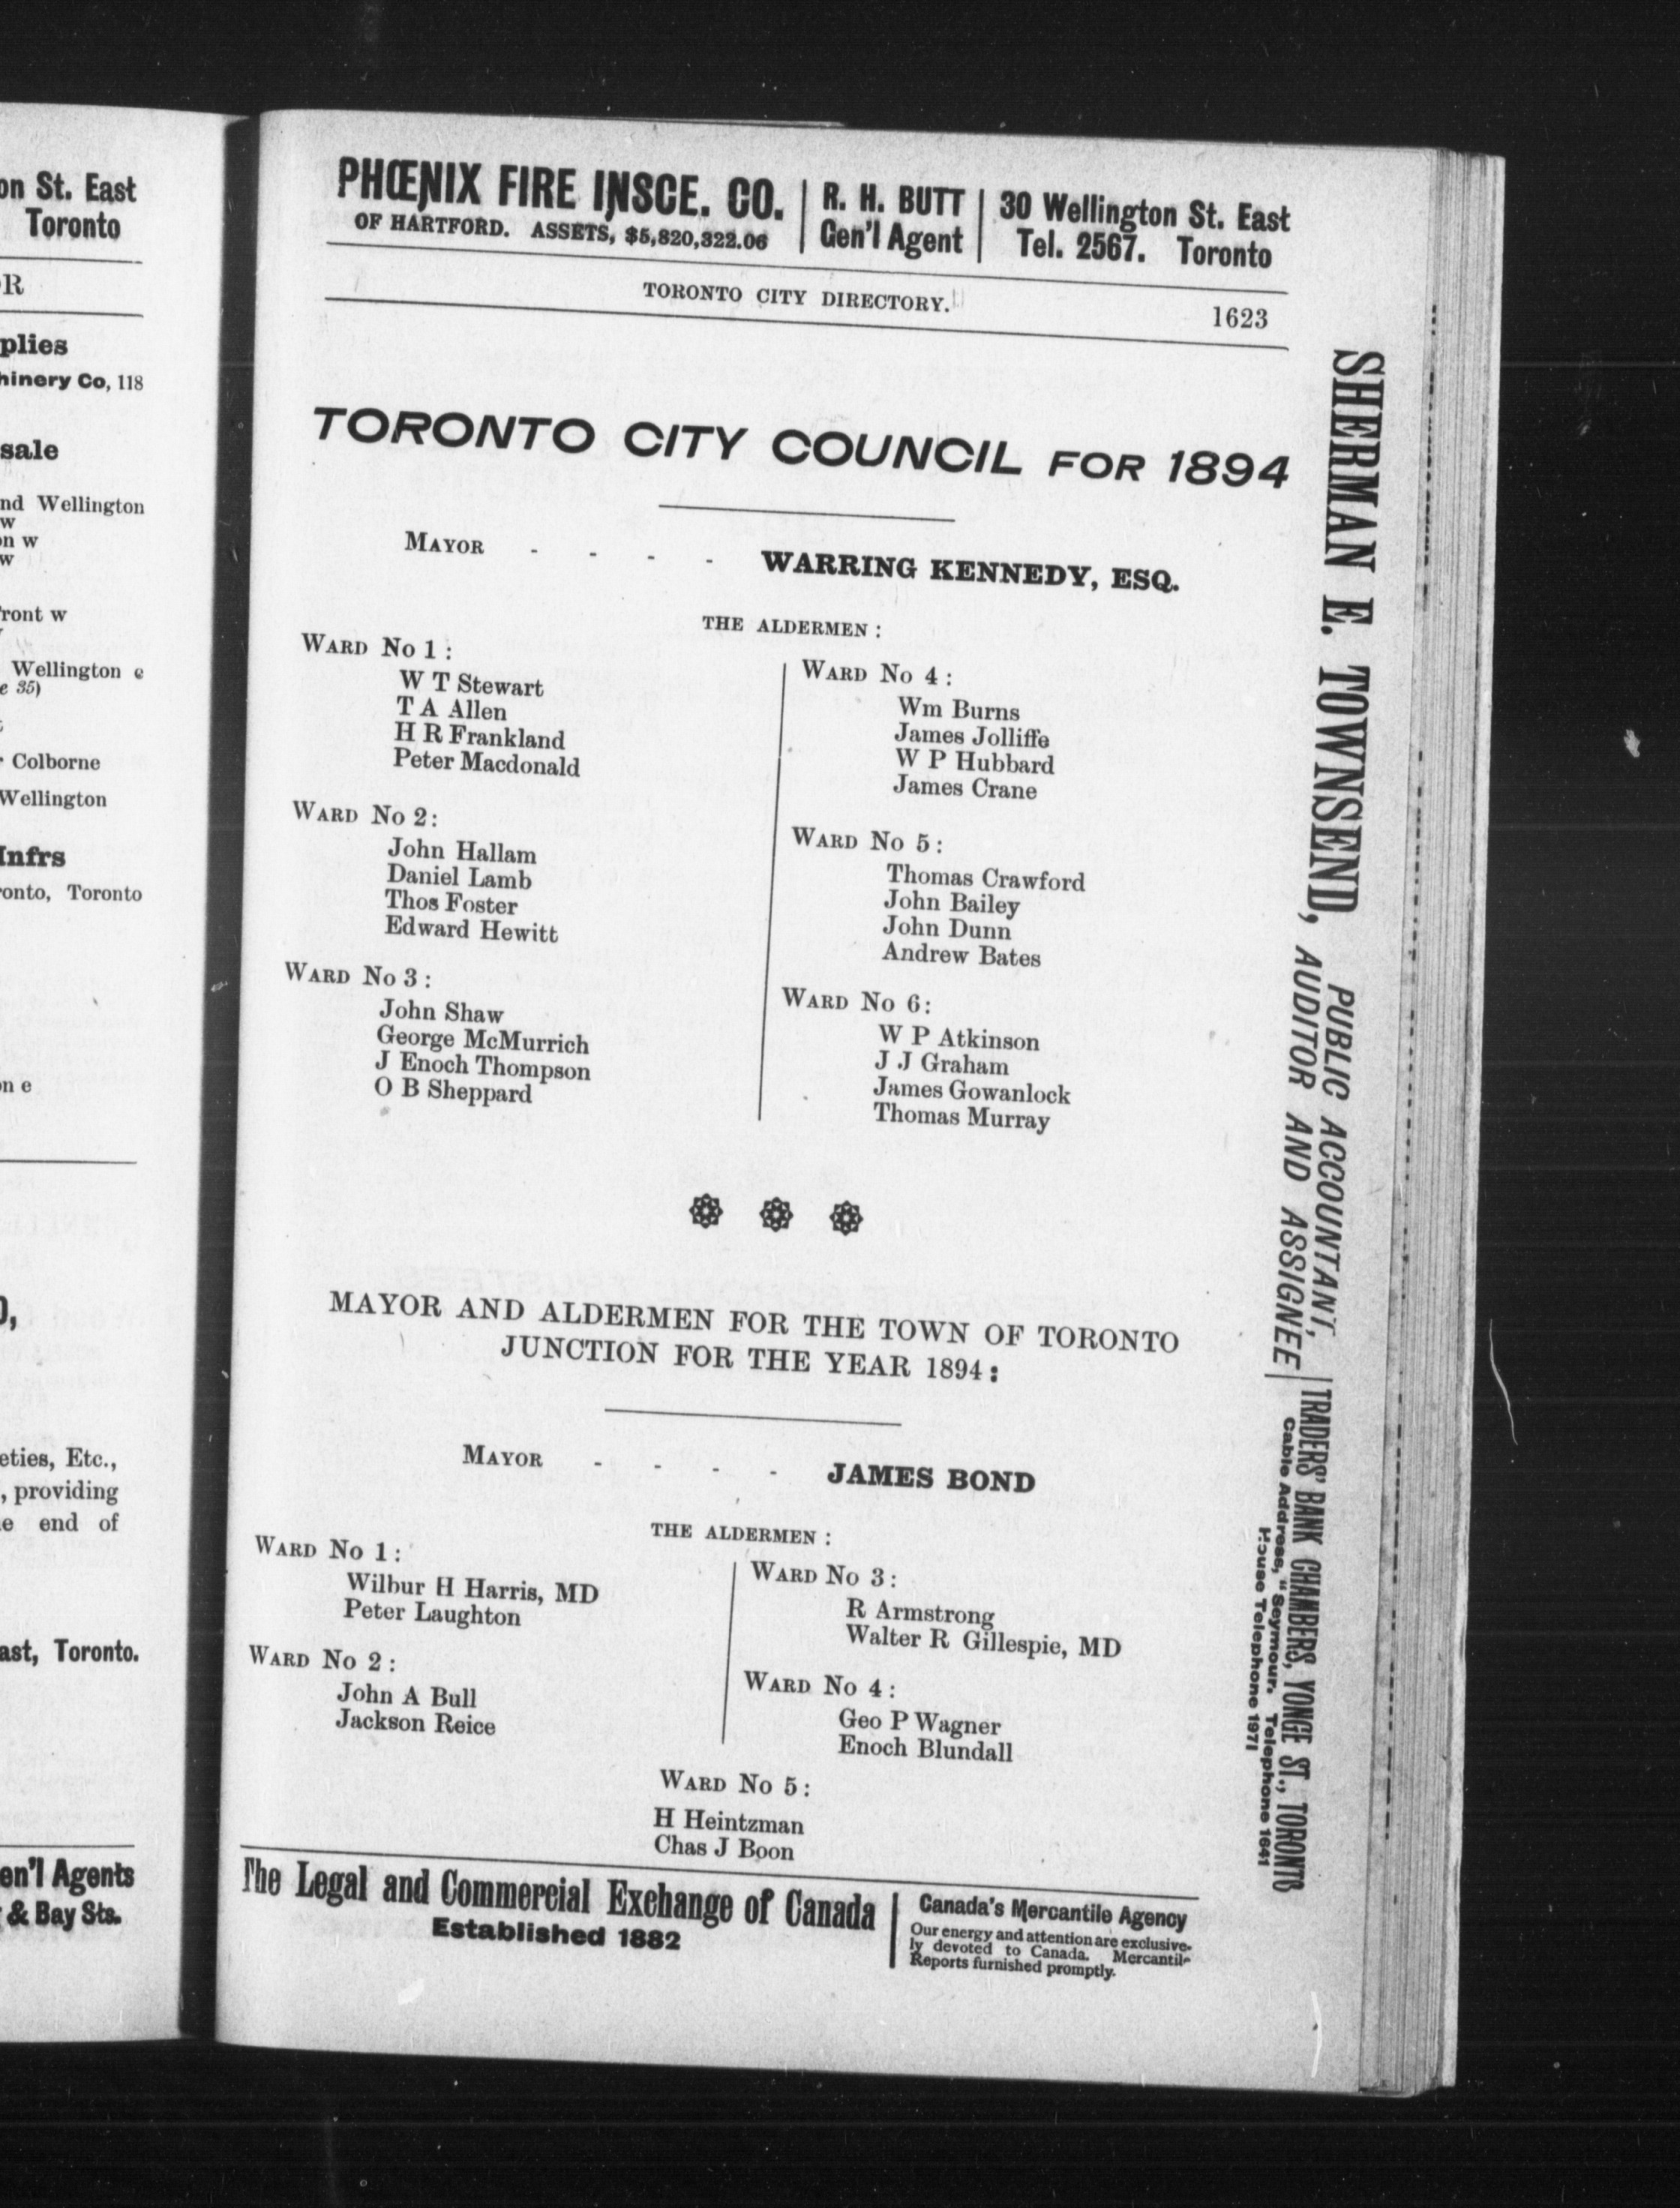 on St. East
Toronto
plies
hinery Co, 118
sale
nd Wellington
w
on w
w
ront w
Wellington e
e 35)
Colborne
Wellington
Infrs
ronto, Toronto
on e
eties, Etc.,
, providing
e end of
ast, Toronto.
en'l Agents
& Bay Sts.
PHŒNIX FIRE INSCE. CO.
OF HARTFORD. ASSETS, $5,820,322.06
R. H. BUTT
Gen'l Agent
30 Wellington St. East
Tel. 2567. Toronto
TORONTO CITY DIRECTORY. 1623
TORONTO CITY COUNCIL FOR 1894
MAYOR - - - - WARRING KENNEDY, ESQ.
THE ALDERMEN :
WARD No 1 :
W T Stewart
T A Allen
H R Frankland
Peter Macdonald
WARD No 2:
John Hallam
Daniel Lamb
Thos Foster
Edward Hewitt
WARD No 3 :
John Shaw
George McMurrich
J Enoch Thompson
O B Sheppard
WARD No 4 :
Wm Burns
James Jolliffe
W P Hubbard
James Crane
WARD No 5 :
Thomas Crawford
John Bailey
John Dunn
Andrew Bates
WARD No 6:
W P Atkinson
J J Graham
James Gowanlock
Thomas Murray
MAYOR AND ALDERMEN FOR THE TOWN OF TORONTO
JUNCTION FOR THE YEAR 1894 :
MAYOR - - - - JAMES BOND
THE ALDERMEN :
WARD No 1 :
Wilbur H Harris, MD
Peter Laughton
WARD No 2 :
John A Bull
Jackson Reice
WARD No 3 :
R Armstrong
Walter R Gillespie, MD
WARD No 4 :
Geo P Wagner
Enoch Blundall
WARD No 5 :
H Heintzman
Chas J Boon
The Legal and Commercial Exchange of Canada
Established 1882
Canada's Mercantile Agency
Our energy and attention are exclusive-
ly devoted to Canada. Mercantile
Reports furnished promptly.
SHERMAN E. TOWNSEND,
PUBLIC ACCOUNTANT,
AUDITOR AND ASSIGNEE
TRADERS' BANK CHAMBERS, YONGE ST., TORONTO
Cable Address, "Seymour. Telephone 1641
House Telephone 1971